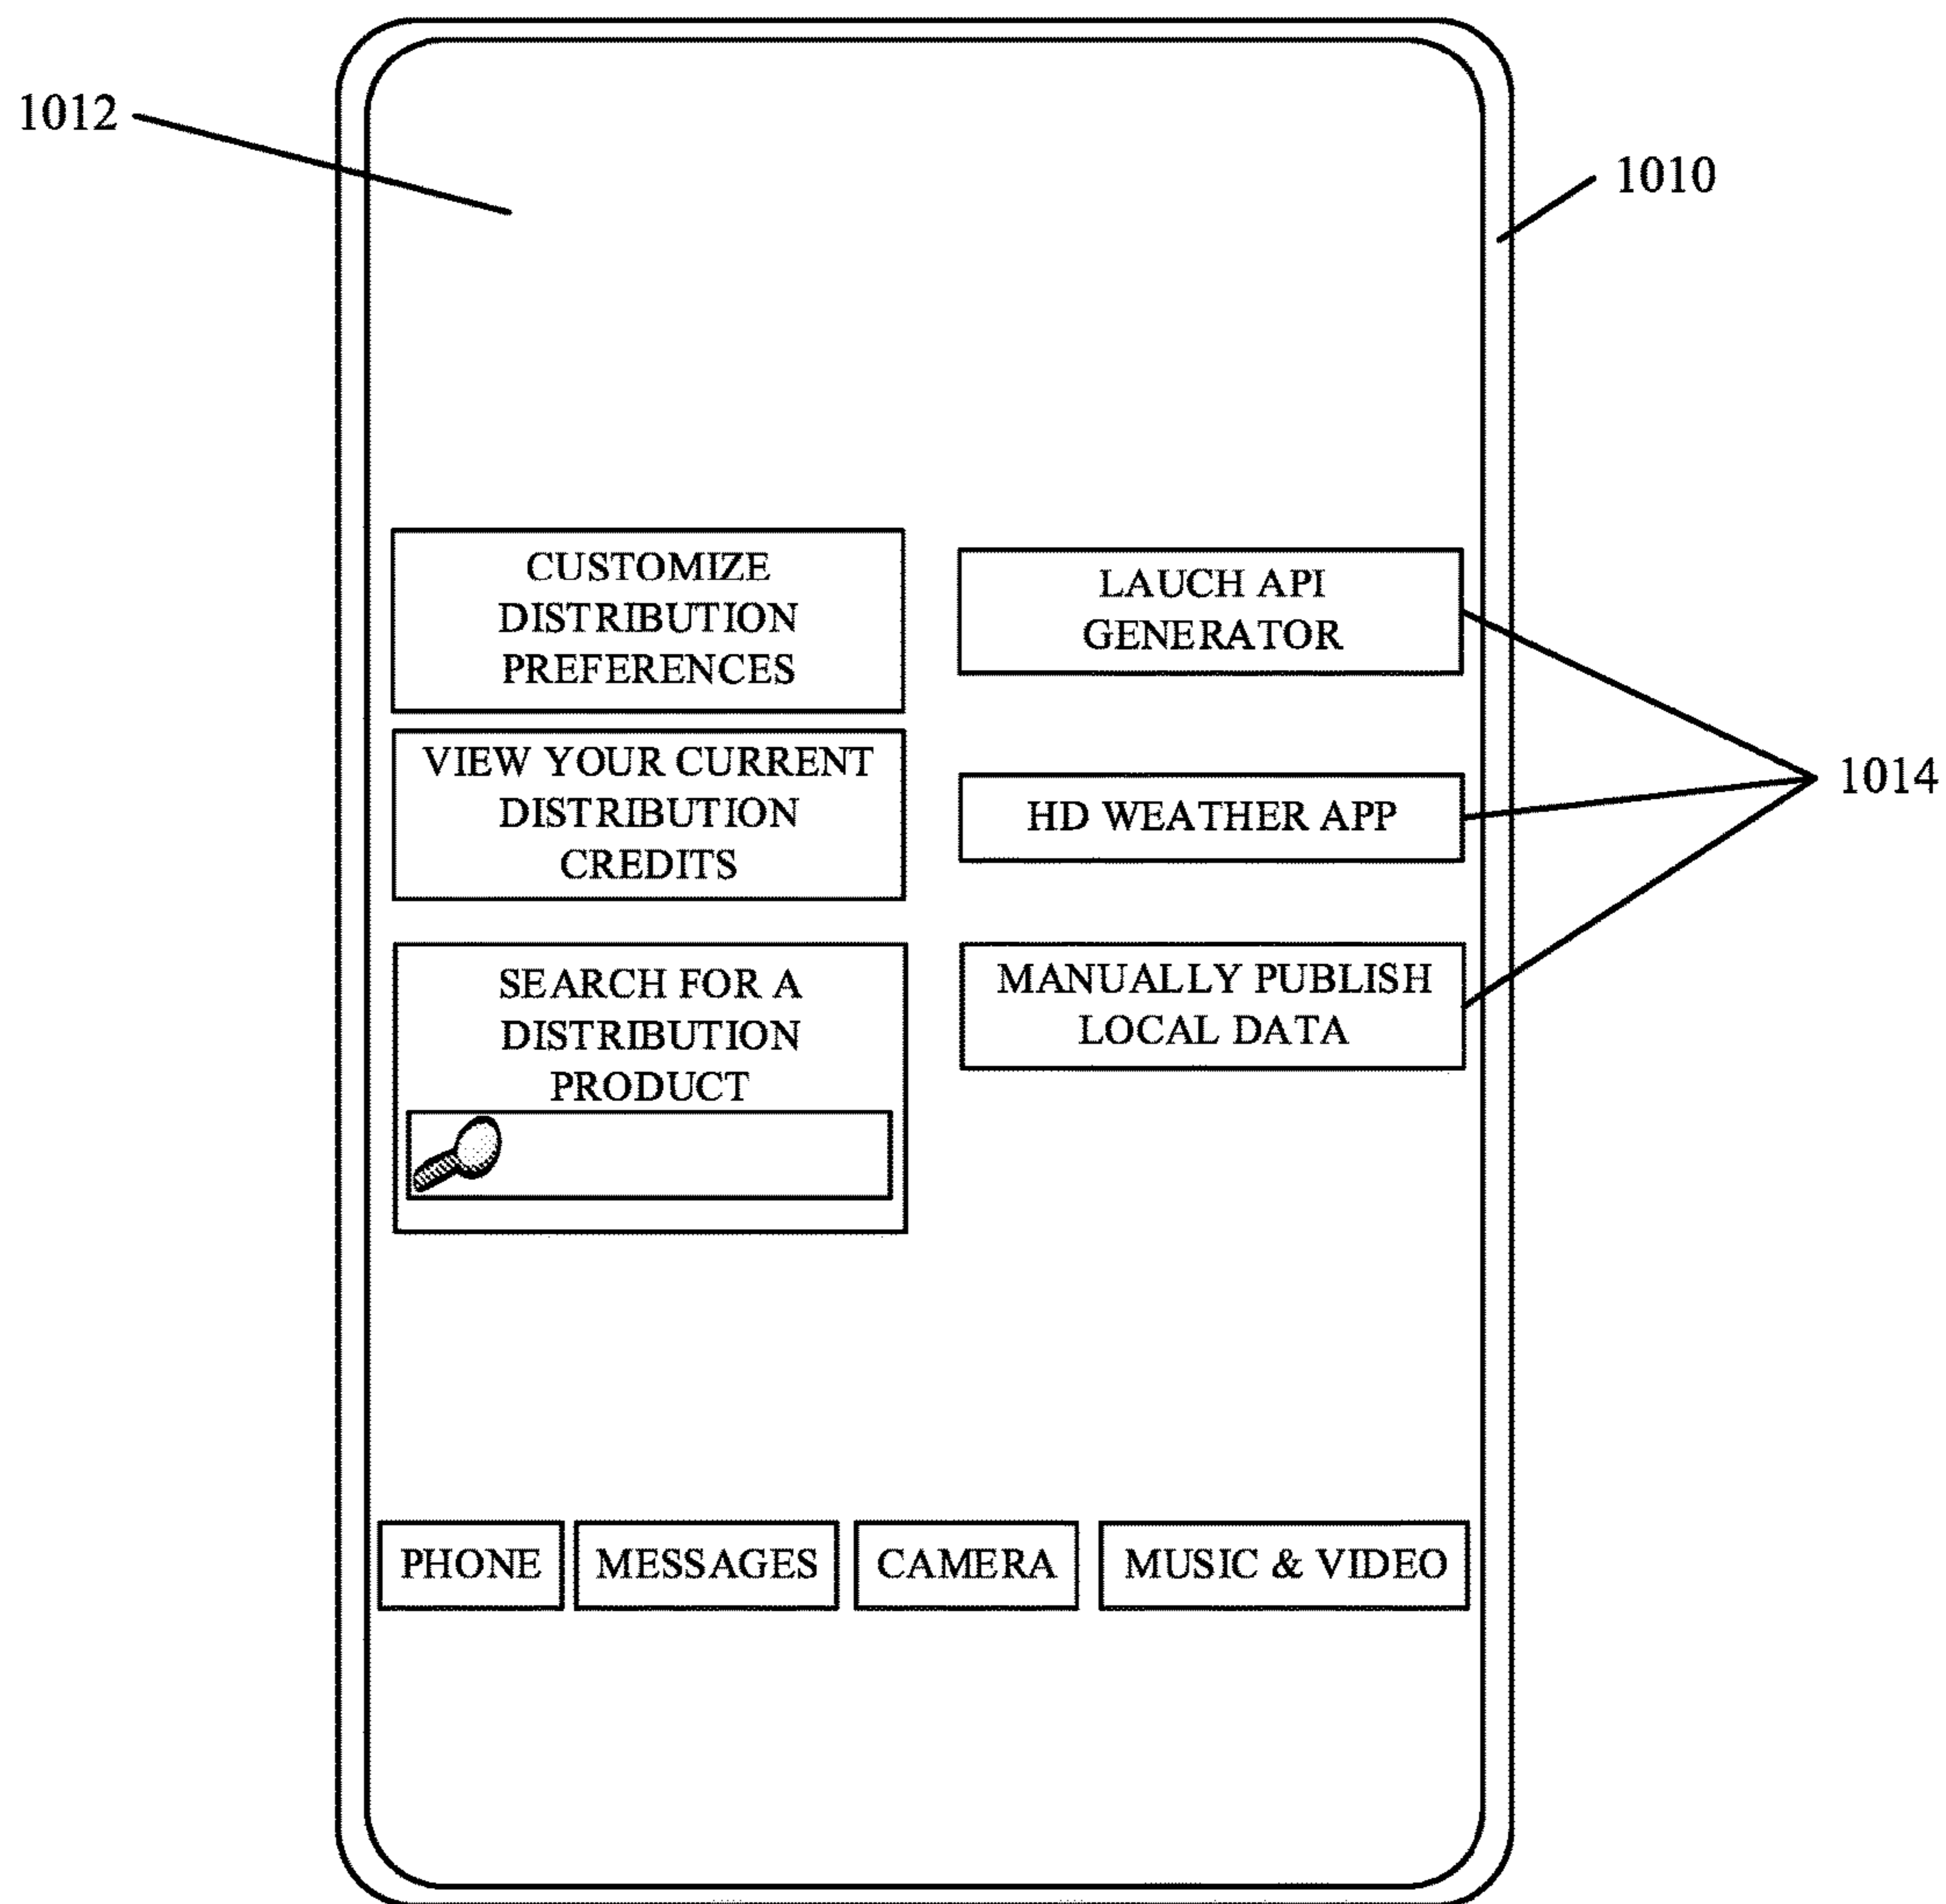 1012
1010
CUSTOMIZE
DISTRIBUTION
PREFERENCES
LAUCH API
GENERATOR
VIEW YOUR CURRENT
DISTRIBUTION
CREDITS
HD WEATHER APP
1014
SEARCH FOR A
DISTRIBUTION
PRODUCT
MANUALLY PUBLISH
LOCAL DATA
PHONE
MESSAGES
CAMERA
MUSIC & VIDEO